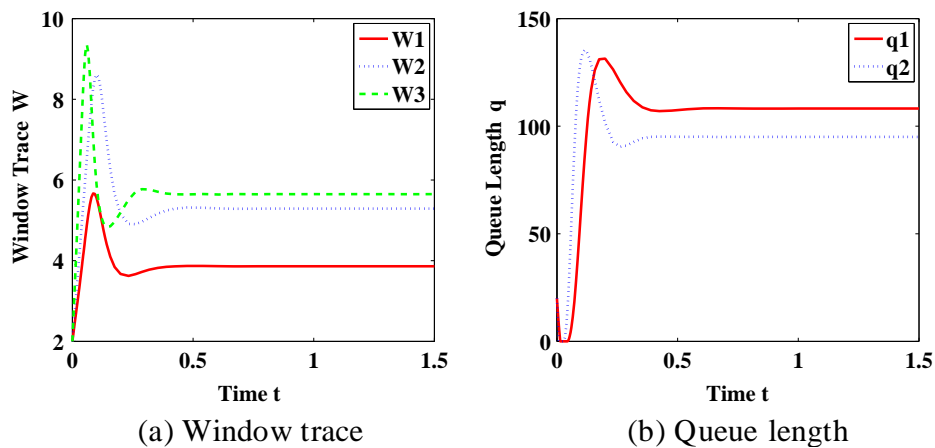 10
8
6
4
2
0
0.5
1
1.5
Window Trace W
Time t
W1
W2
W3
(a) Window trace
150
100
50
0
0
0.5
1
1.5
Queue Length q
Time t
q1
q2
(b) Queue length